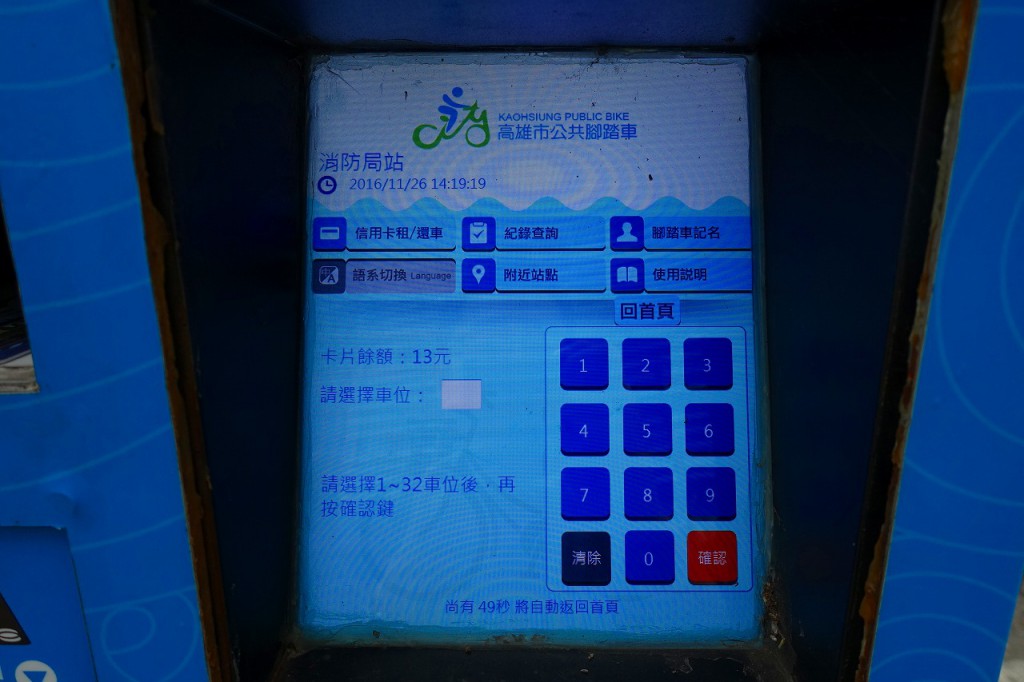 KAOHSIUNG PUBLIC BIKE
高雄市公共腳踏車
消防局站
2016/11/26 14:19:19
信用卡租/還車
紀錄查詢
腳踏車記名
語系切換 Language
附近站點
使用說明
回首頁
卡片餘額：13元
請選擇車位：
請選擇1~32車位後，再
按確認鍵
1 2 3
4 5 6
7 8 9
清除 0 確認
尚有 49秒 將自動返回首頁